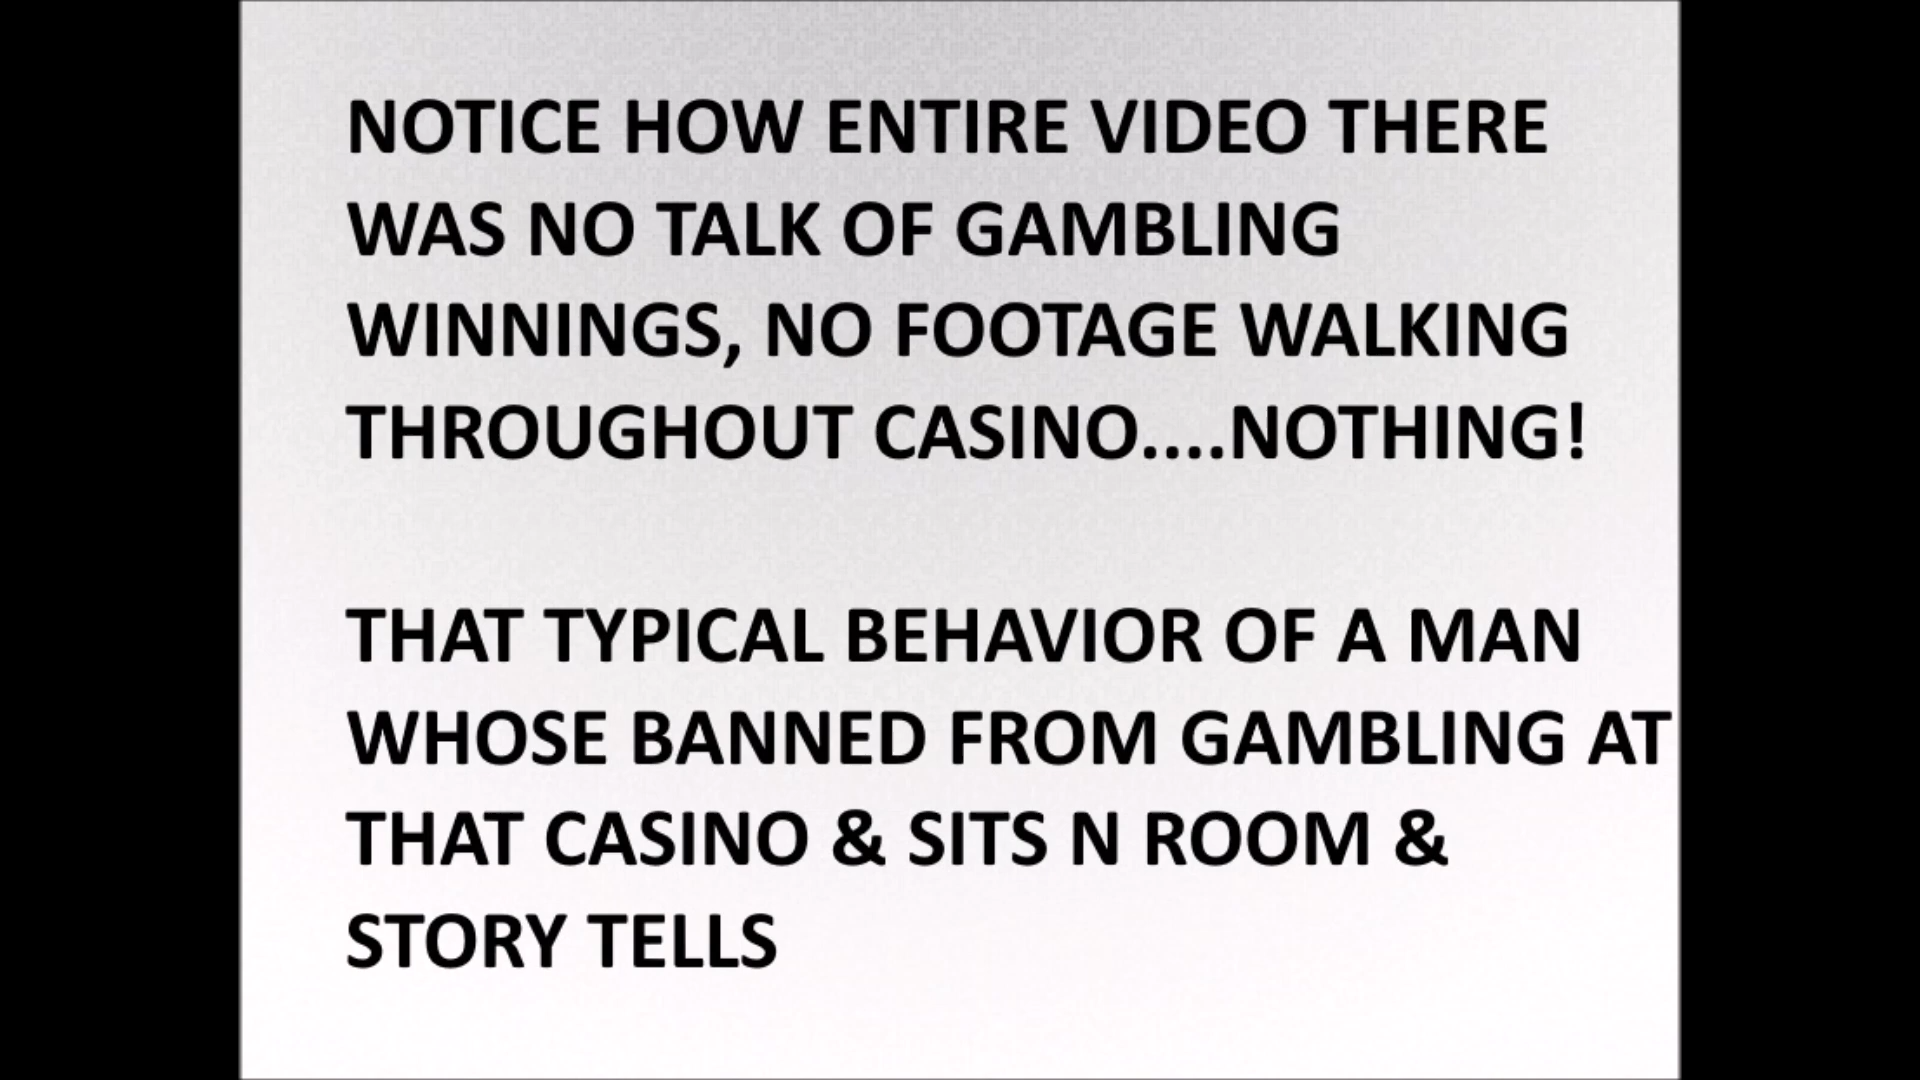 NOTICE HOW ENTIRE VIDEO THERE
WAS NO TALK OF GAMBLING
WINNINGS, NO FOOTAGE WALKING
THROUGHOUT CASINO....NOTHING!
THAT TYPICAL BEHAVIOR OF A MAN
WHOSE BANNED FROM GAMBLING AT
THAT CASINO & SITS N ROOM &
STORY TELLS